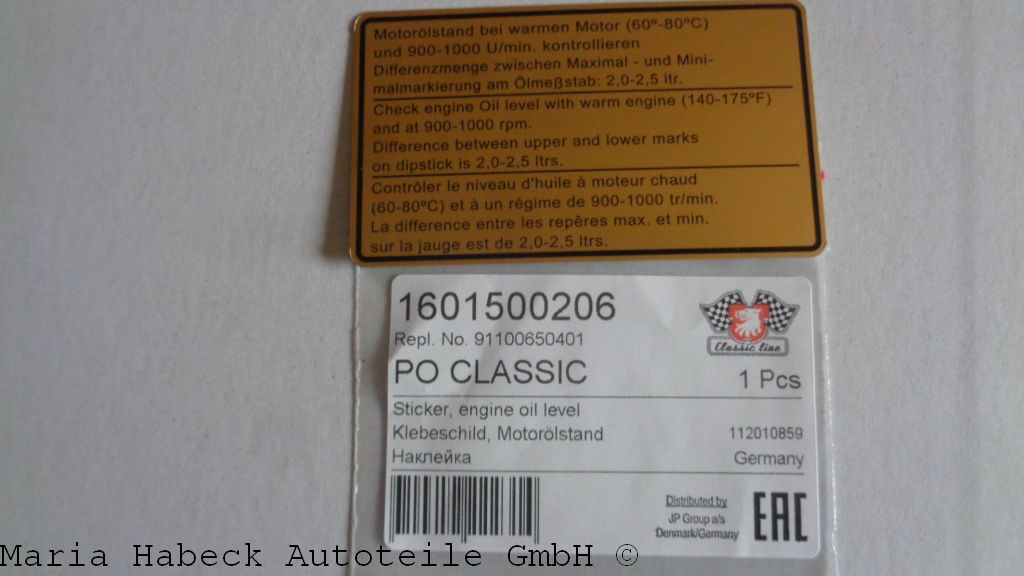 Motorölstand bei warmen Motor (60°-80°C)
und 900-1000 U/min. kontrollieren
Differenzmenge zwischen Maximal - und Mini-
malmarkierung am Ölmeßstab: 2,0-2,5 ltr.
Check engine Oil level with warm engine (140-175°F)
and at 900-1000 rpm.
Difference between upper and lower marks
on dipstick is 2,0-2,5 ltrs.
Contrôler le niveau d'huile à moteur chaud
(60-80°C) et à un régime de 900-1000 tr/min.
La difference entre les repêres max. et min.
sur la jauge est de 2,0-2,5 ltrs.
1601500206
Repl. No. 91100650401
Classic line
PO CLASSIC
1 Pcs
Sticker, engine oil level
Klebeschild, Motorölstand
112010859
Наклейка
Germany
Distributed by
JP Group a/s
Denmark/Germany
EAC
Maria Habeck Autoteile GmbH ©